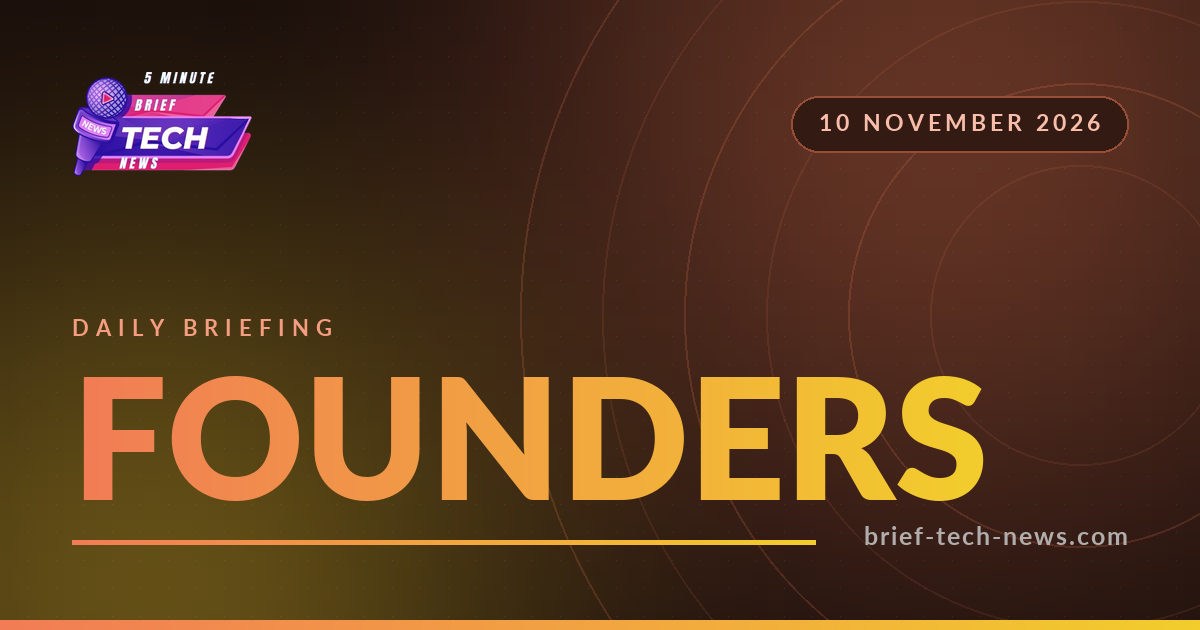 5 MINUTE
BRIEF
NEWS
TECH
NEWS
10 NOVEMBER 2026
DAILY BRIEFING
FOUNDERS
brief-tech-news.com